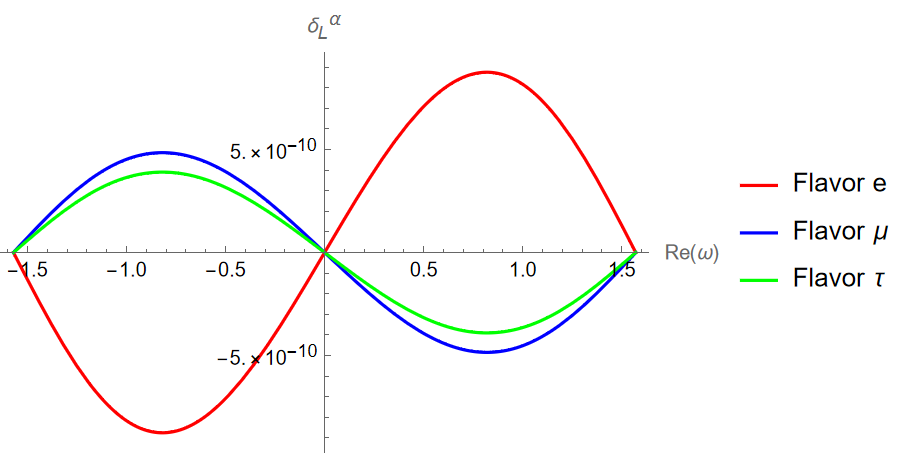 δ_L^α
5.×10^-10
Flavor e
Flavor μ
Flavor τ
Re(ω)
-1.5 -1.0 -0.5 0.5 1.0 1.5
-5.×10^-10